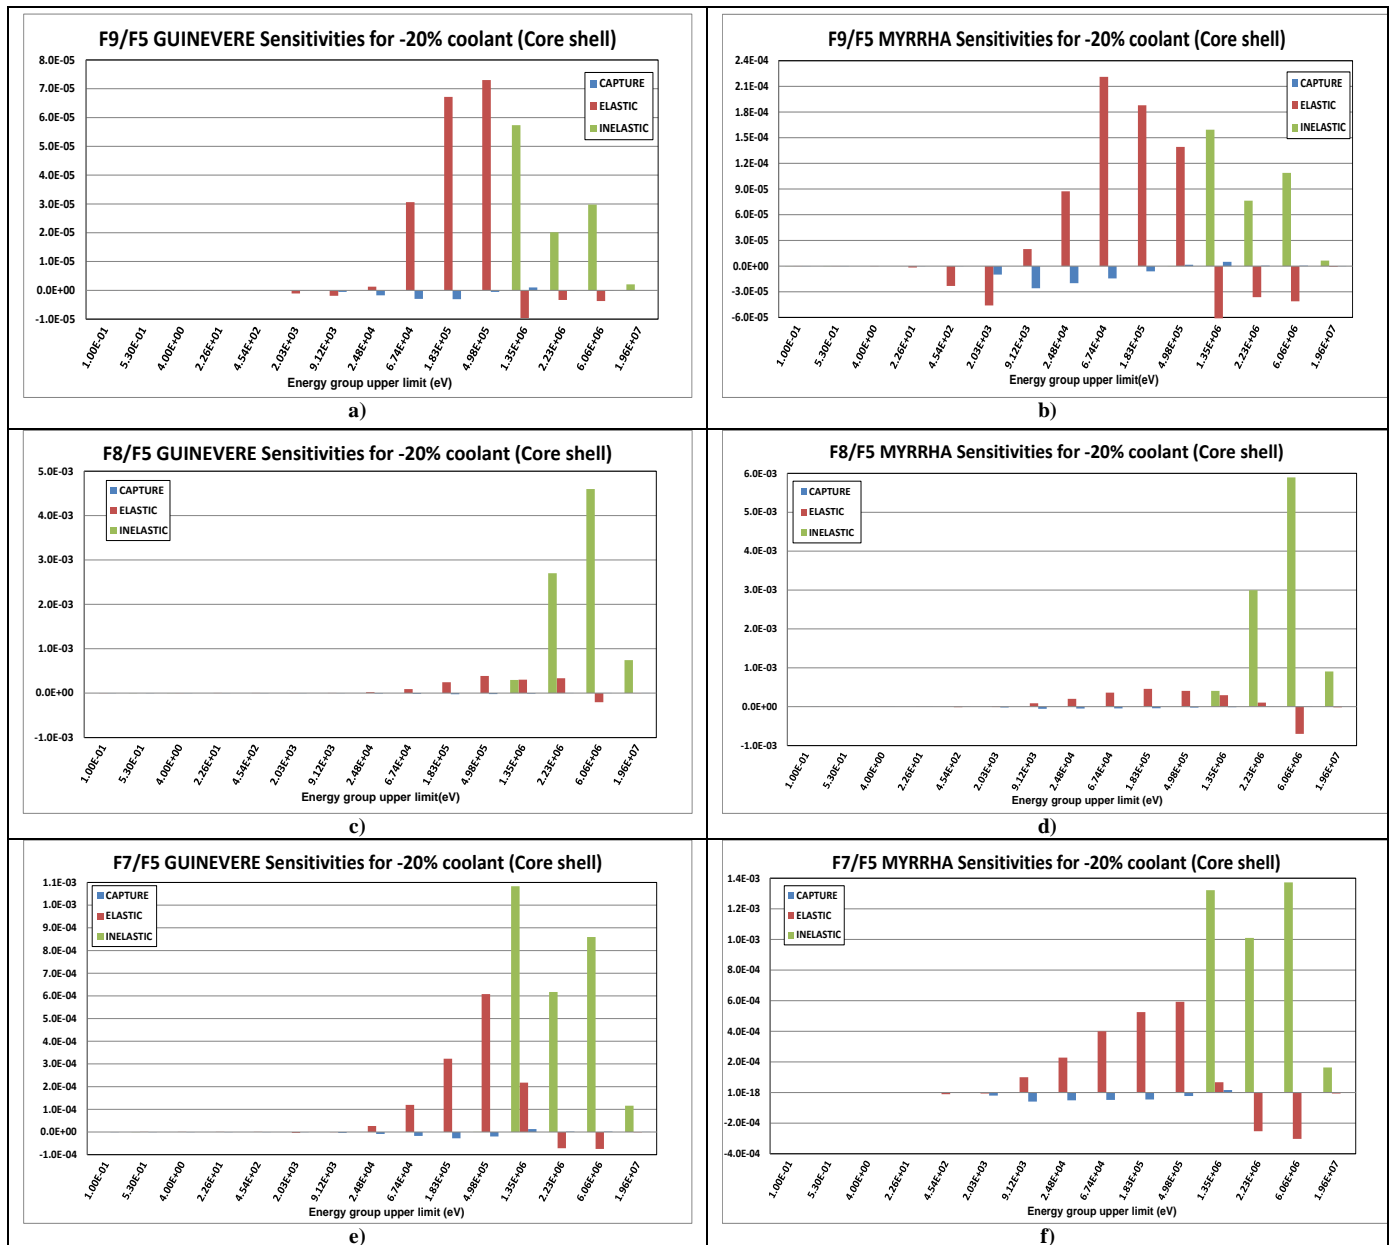 F9/F5 GUINEVERE Sensitivities for -20% coolant (Core shell)
8.0E-05
7.0E-05
6.0E-05
5.0E-05
4.0E-05
3.0E-05
2.0E-05
1.0E-05
0.0E+00
-1.0E-05
CAPTURE
ELASTIC
INELASTIC
1.00E-01
5.30E-01
4.00E+00
2.26E+01
4.54E+02
2.03E+03
9.12E+03
2.48E+04
6.74E+04
1.83E+05
4.98E+05
1.35E+06
2.23E+06
6.06E+06
1.96E+07
Energy group upper limit (eV)
a)
F9/F5 MYRRHA Sensitivities for -20% coolant (Core shell)
2.4E-04
2.1E-04
1.5E-04
1.2E-04
9.0E-05
6.0E-05
3.0E-05
0.0E+00
-3.0E-05
-6.0E-05
CAPTURE
ELASTIC
INELASTIC
1.00E-01
5.30E-01
4.00E+00
2.26E+01
4.54E+02
2.03E+03
9.12E+03
2.48E+04
6.74E+04
1.83E+05
4.98E+05
1.35E+06
2.23E+06
6.06E+06
1.96E+07
Energy group upper limit(eV)
b)
F8/F5 GUINEVERE Sensitivities for -20% coolant (Core shell)
5.0E-03
4.0E-03
3.0E-03
2.0E-03
1.0E-03
0.0E+00
-1.0E-03
CAPTURE
ELASTIC
INELASTIC
1.00E-01
5.30E-01
4.00E+00
2.26E+01
4.54E+02
2.03E+03
9.12E+03
2.48E+04
6.74E+04
1.83E+05
4.98E+05
1.35E+06
2.23E+06
6.06E+06
1.96E+07
Energy group upper limit(eV)
c)
F8/F5 MYRRHA Sensitivities for -20% coolant (Core shell)
6.0E-03
5.0E-03
4.0E-03
3.0E-03
2.0E-03
1.0E-03
0.0E+00
-1.0E-03
CAPTURE
ELASTIC
INELASTIC
1.00E-01
5.30E-01
4.00E+00
2.26E+01
4.54E+02
2.03E+03
9.12E+03
2.48E+04
6.74E+04
1.83E+05
4.98E+05
1.35E+06
2.23E+06
6.06E+06
1.96E+07
Energy group upper limit (eV)
d)
F7/F5 GUINEVERE Sensitivities for -20% coolant (Core shell)
1.1E-03
1.0E-03
8.0E-04
7.0E-04
6.0E-04
4.0E-04
3.0E-04
2.0E-04
1.0E-04
0.0E+00
-1.0E-04
CAPTURE
ELASTIC
INELASTIC
1.00E-01
5.30E-01
4.00E+00
2.26E+01
4.54E+02
2.03E+03
9.12E+03
2.48E+04
6.74E+04
1.83E+05
4.98E+05
1.35E+06
2.23E+06
6.06E+06
1.96E+07
Energy group upper limit (eV)
e)
F7/F5 MYRRHA Sensitivities for -20% coolant (Core shell)
1.4E-03
1.2E-03
1.0E-03
8.0E-04
6.0E-04
4.0E-04
2.0E-04
1.0E-18
-2.0E-04
-4.0E-04
CAPTURE
ELASTIC
INELASTIC
1.00E-01
5.30E-01
4.00E+00
2.26E+01
4.54E+02
2.03E+03
9.12E+03
2.48E+04
6.74E+04
1.83E+05
4.98E+05
1.35E+06
2.23E+06
6.06E+06
1.96E+07
Energy group upper limit (eV)
f)